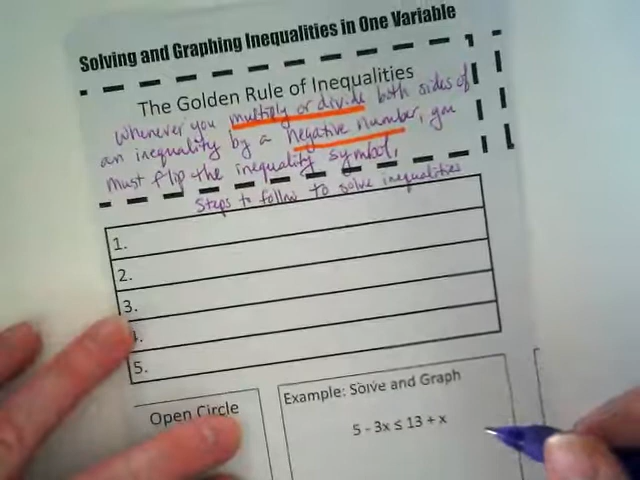 Solving and Graphing Inequalities in One Variable
The Golden Rule of Inequalities
Whenever you multiply or divide both sides of
an inequality by a negative number, you
must flip the inequality symbol.
Steps to follow to solve inequalities
1.
2.
3.
4.
5.
Open Circle
Example: Solve and Graph
5 - 3x ≤ 13 + x